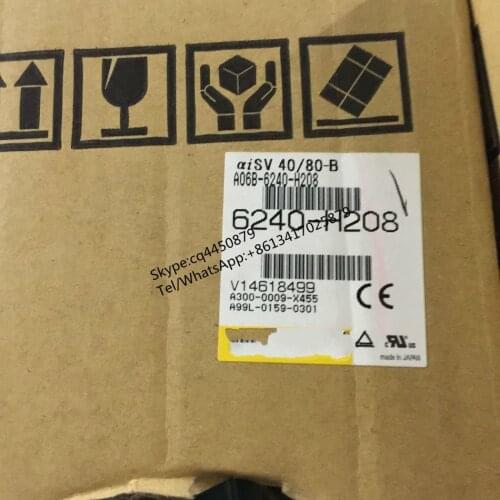 αiSV 40/80-B
A06B-6240-H208
6240-H208
Skype:cq4450879
Tel/WhatsApp:+8613417027879
V14618499
A300-0009-X455
A99L-0159-0301
CE
made in JAPAN